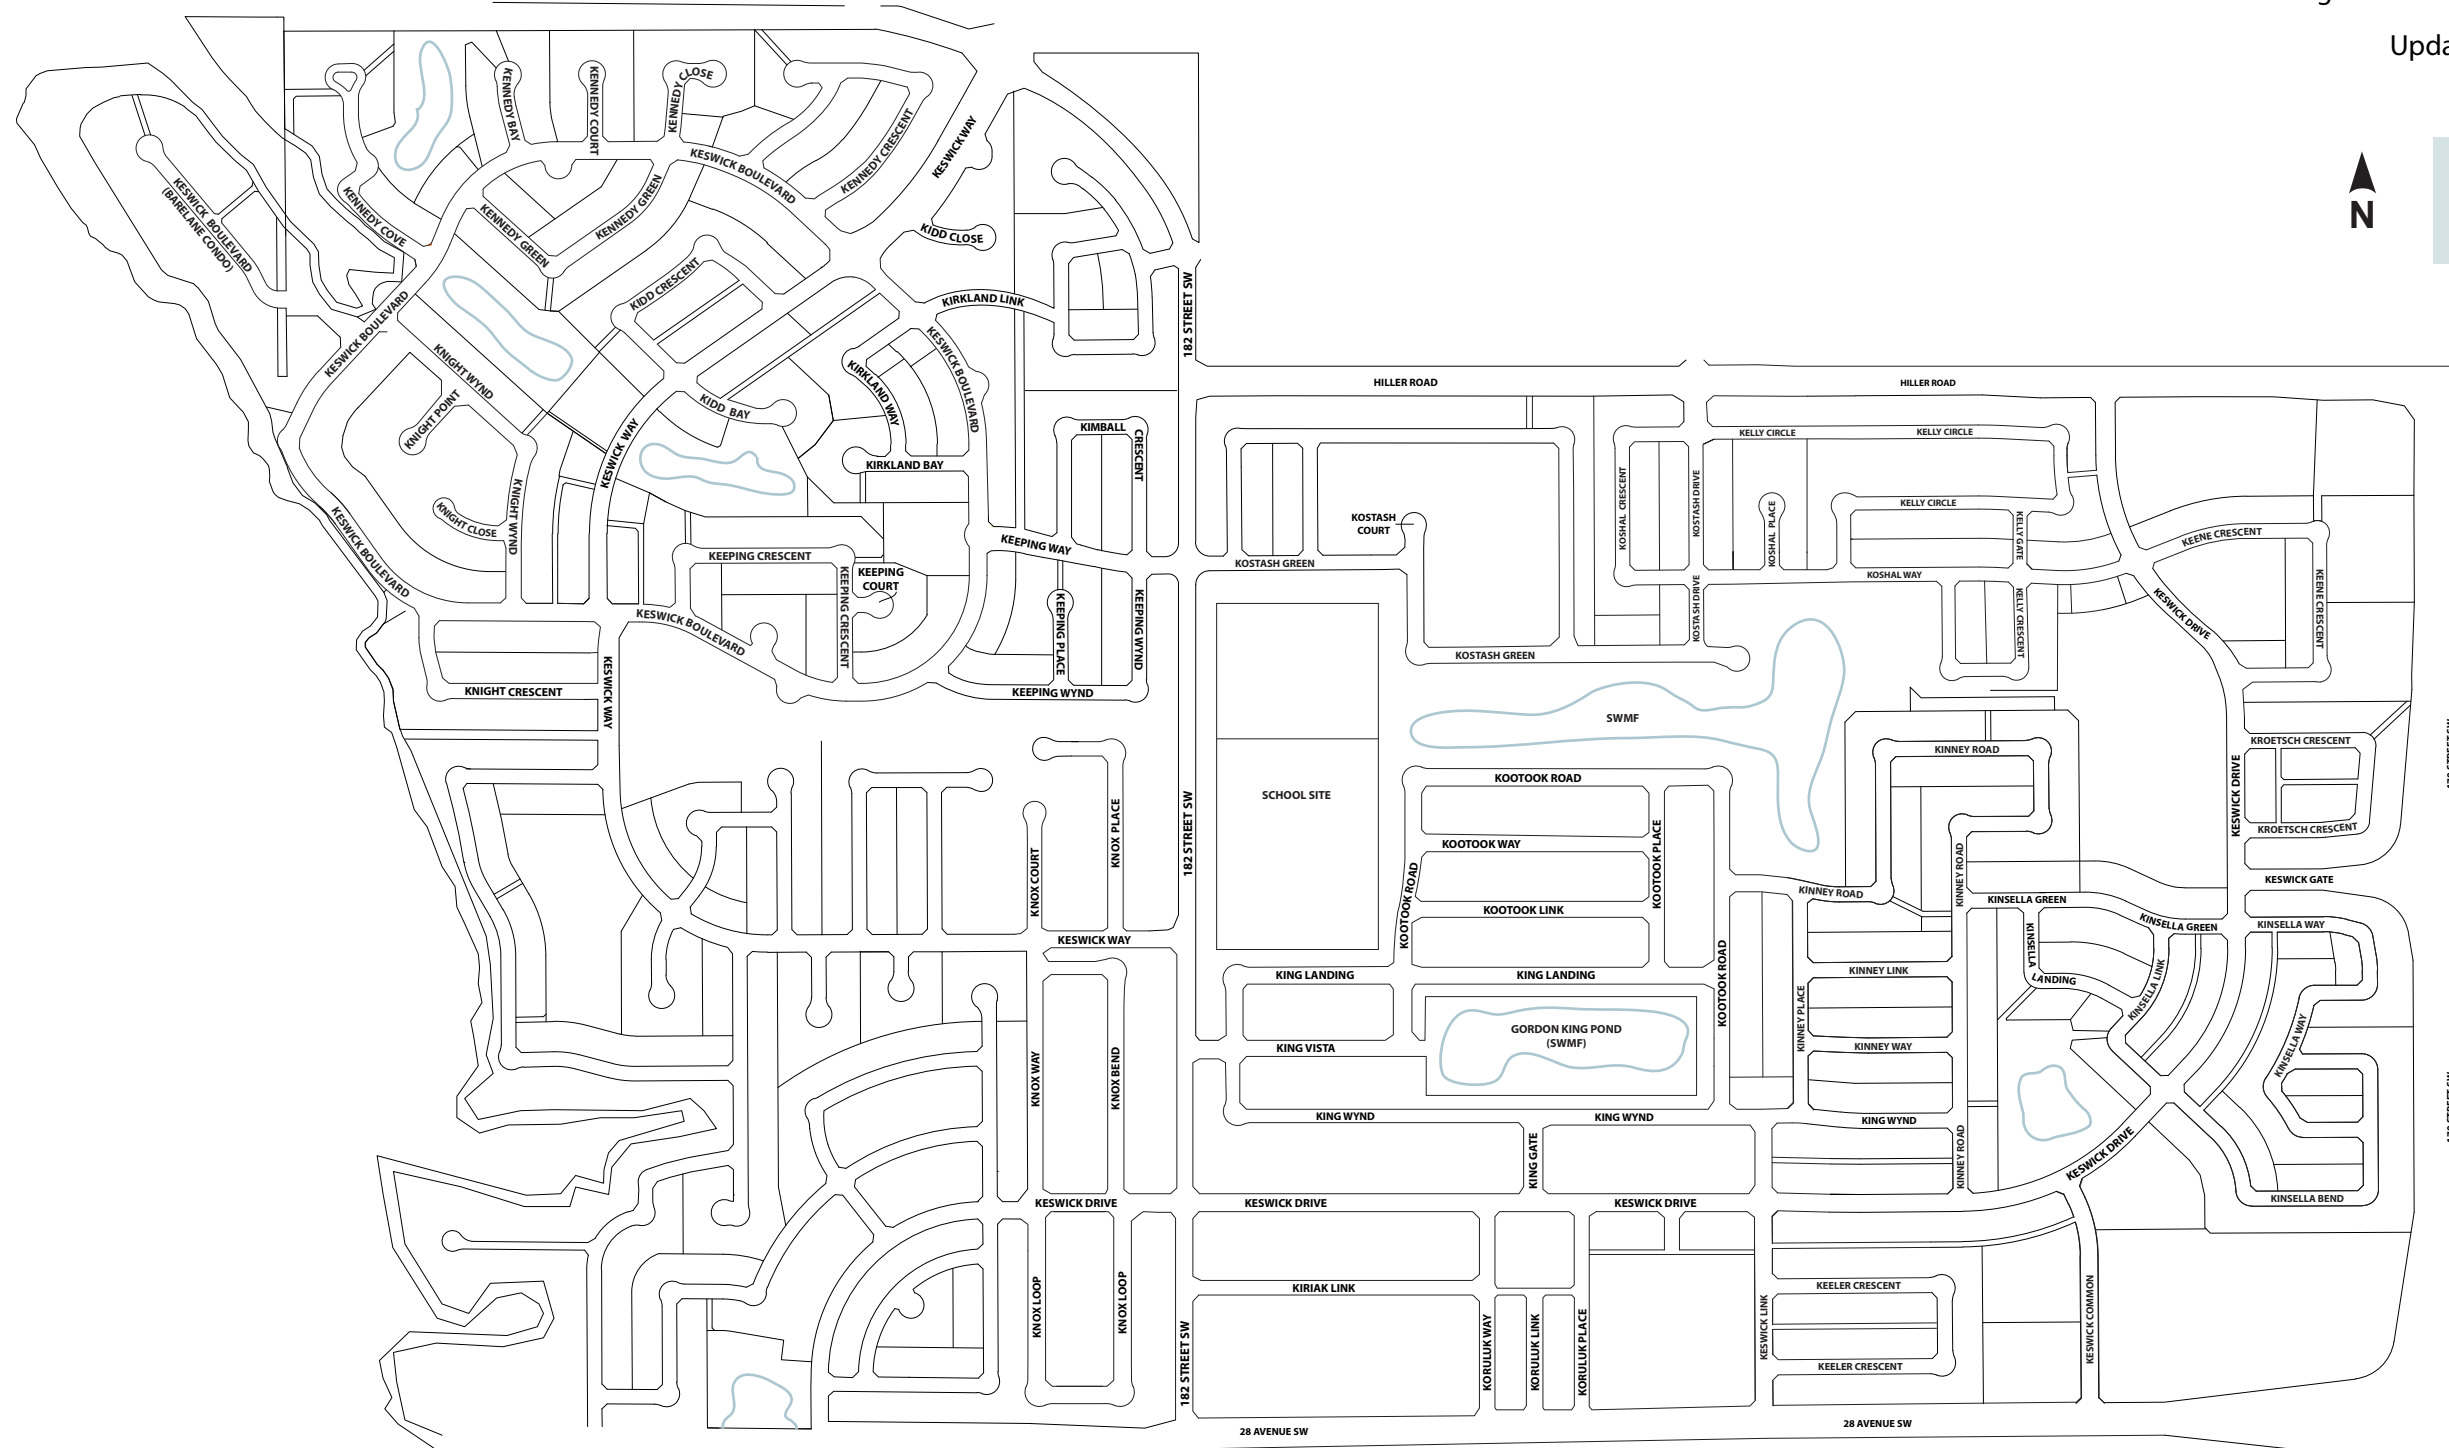 Upda
N
KENNEDY BAY
KENNEDY COURT
KENNEDY CLOSE
KESWICK BOULEVARD
KENNEDY CRESCENT
KESWICK WAY
KESWICK BOULEVARD
(BARELANE CONDO)
KENNEDY COVE
KENNEDY GREEN
KENNEDY GREEN
KIDD CLOSE
KIDD CRESCENT
KIRKLAND LINK
182 STREET SW
KESWICK BOULEVARD
KNIGHT WYND
KNIGHT POINT
KESWICK BOULEVARD
KIRKLAND WAY
KIDD BAY
KESWICK WAY
KIRKLAND BAY
KIMBALL
CRESCENT
HILLER ROAD
HILLER ROAD
KELLY CIRCLE
KELLY CIRCLE
KELLY CIRCLE
KOSHAL CRESCENT
KOSTASH DRIVE
KOSHAL PLACE
KELLY GATE
KOSTASH
COURT
KNIGHT CLOSE
KNIGHT WYND
KESWICK BOULEVARD
KEEPING WAY
KEEPING CRESCENT
KEEPING
COURT
KEEPING CRESCENT
KOSTASH GREEN
KOSHAL WAY
KEENE CRESCENT
KEENE CRESCENT
KESWICK DRIVE
KOSTASH DRIVE
KELLY CRESCENT
KESWICK BOULEVARD
KEEPING PLACE
KEEPING WYND
KEEPING WYND
KOSTASH GREEN
KNIGHT CRESCENT
KESWICK WAY
SWMF
KINNEY ROAD
KROETSCH CRESCENT
KESWICK DRIVE
KROETSCH CRESCENT
SCHOOL SITE
KOOTOOK ROAD
KOOTOOK WAY
KOOTOOK PLACE
KOOTOOK ROAD
KOOTOOK LINK
KNOX COURT
KNOX PLACE
182 STREET SW
KINNEY ROAD
KINNEY ROAD
KESWICK GATE
KINSELLA GREEN
KINSELLA GREEN
KINSELLA WAY
KESWICK WAY
KINSELLA
LANDING
KINSELLA LINK
KING LANDING
KING LANDING
KOOTOOK ROAD
KINNEY LINK
KINNEY PLACE
GORDON KING POND
(SWMF)
KING VISTA
KINNEY WAY
KINSELLA WAY
KNOX WAY
KNOX BEND
KING WYND
KING WYND
KING WYND
KING GATE
KINNEY ROAD
KESWICK DRIVE
KINSELLA BEND
KESWICK DRIVE
KESWICK DRIVE
KESWICK DRIVE
KIRIAK LINK
KEELER CRESCENT
KNOX LOOP
KNOX LOOP
182 STREET SW
KORULUK WAY
KORULUK LINK
KORULUK PLACE
KESWICK LINK
KEELER CRESCENT
KESWICK COMMON
28 AVENUE SW
28 AVENUE SW